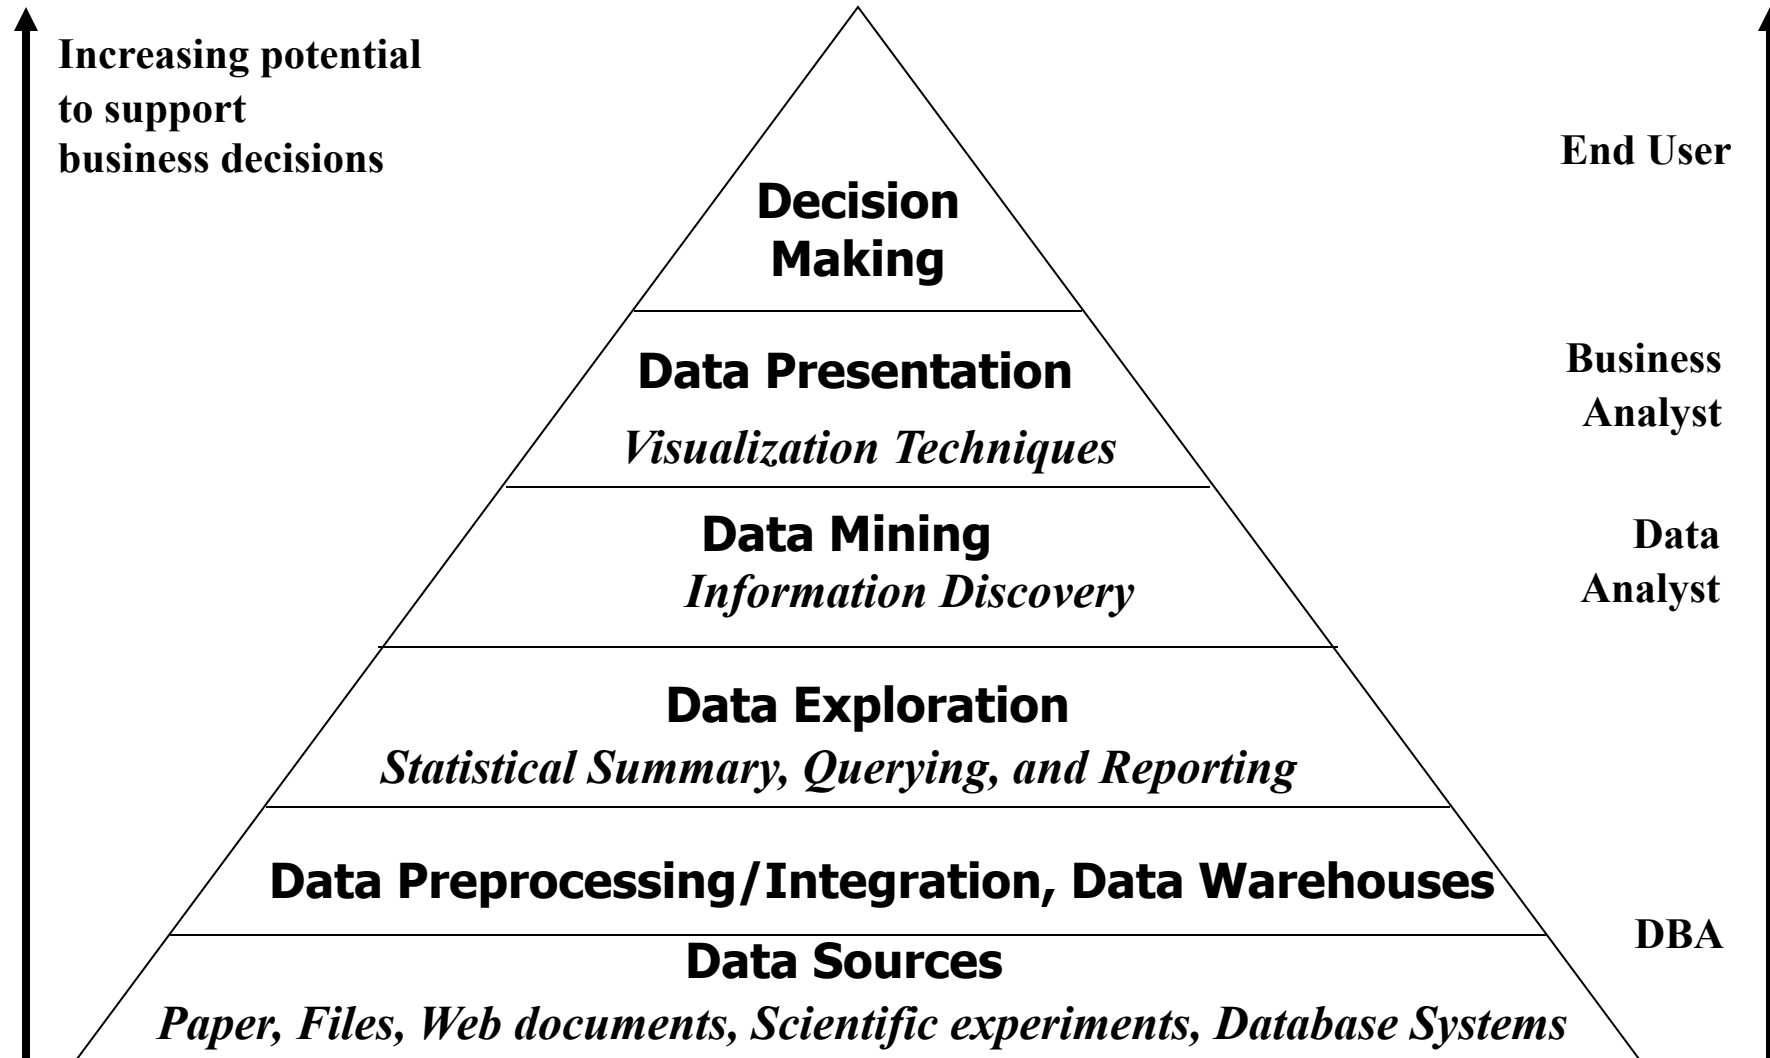 Increasing potential
to support
business decisions
End User
Decision
Making
Data Presentation
Visualization Techniques
Business
Analyst
Data Mining
Information Discovery
Data
Analyst
Data Exploration
Statistical Summary, Querying, and Reporting
Data Preprocessing/Integration, Data Warehouses
DBA
Data Sources
Paper, Files, Web documents, Scientific experiments, Database Systems